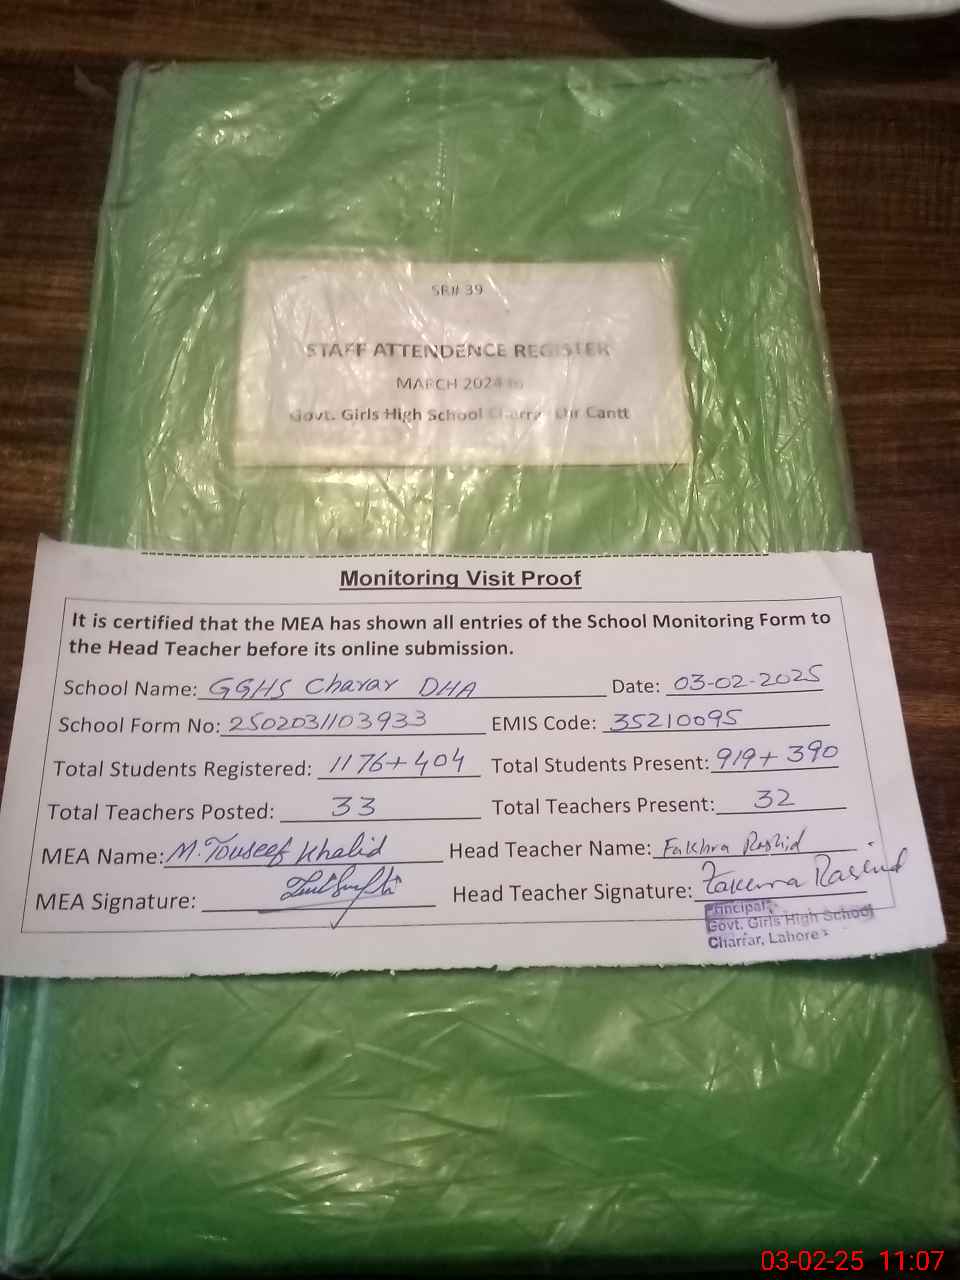 SR# 39
STAFF ATTENDENCE REGISTER
MARCH 2024 to
Govt. Girls High School Cantt
Monitoring Visit Proof
It is certified that the MEA has shown all entries of the School Monitoring Form to
the Head Teacher before its online submission.
School Name: GGHS Charar DHA Date: 03-02-2025
School Form No: 2502031103933 EMIS Code: 35210095
Total Students Registered: 1176+404 Total Students Present: 919+390
Total Teachers Posted: 33 Total Teachers Present: 32
MEA Name: M. Touseef Khalid Head Teacher Name: Fakhra Rashid
MEA Signature: Head Teacher Signature:
Principal
Govt. Girls High School
Charrar, Lahore
03-02-25 11:07